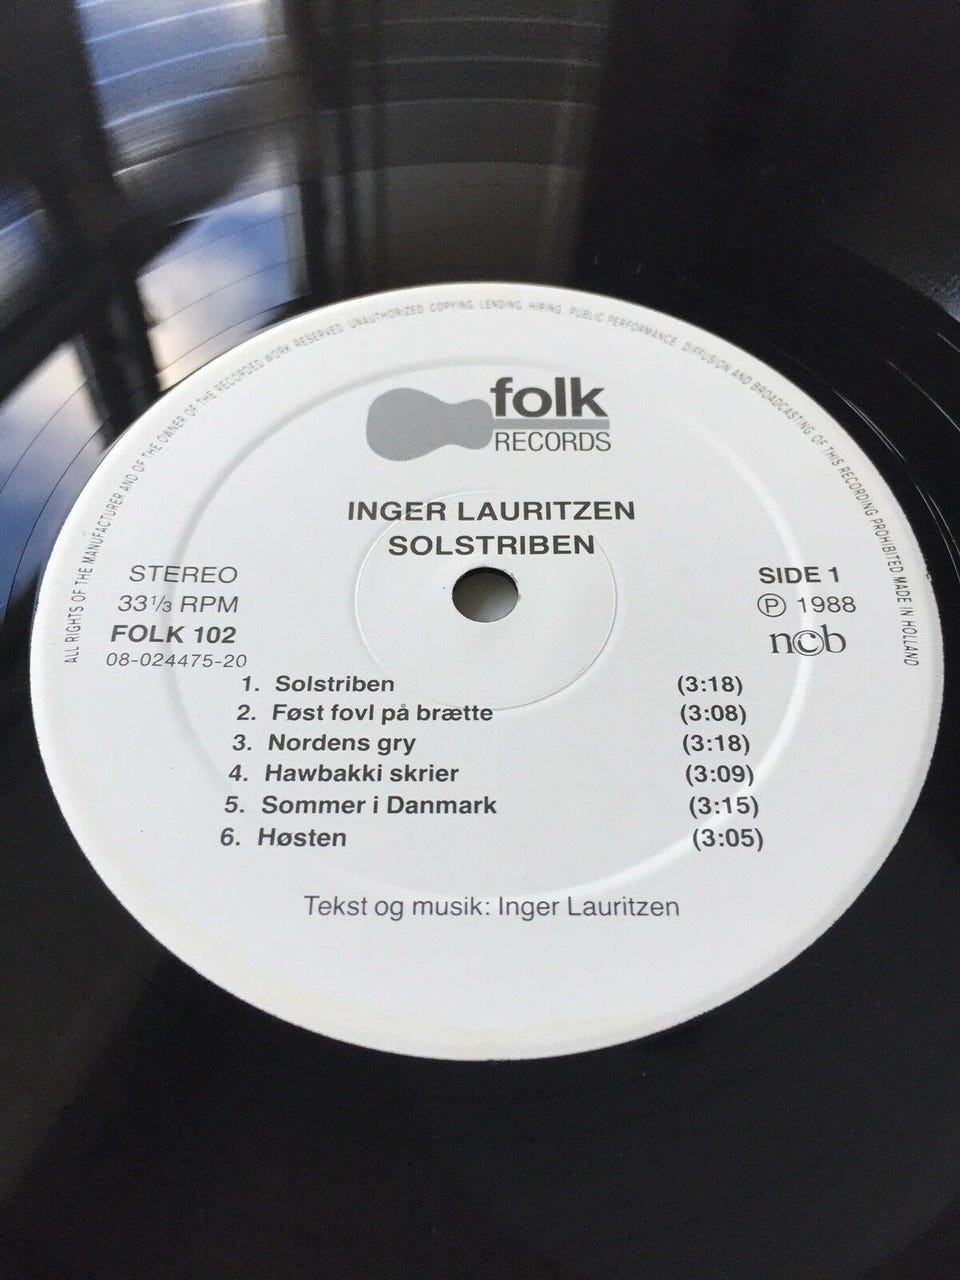 ALL RIGHTS OF THE MANUFACTURER AND OF THE OWNER OF THE RECORDED WORK RESERVED UNAUTHORIZED COPYING LENDING HIRING PUBLIC PERFORMANCE DIFFUSION AND BROADCASTING OF THIS RECORDING PROHIBITED MADE IN HOLLAND
folk
RECORDS
INGER LAURITZEN
SOLSTRIBEN
STEREO
33 1/3 RPM
FOLK 102
08-024475-20
SIDE 1
Ⓟ 1988
ncb
1. Solstriben (3:18)
2. Føst fovl på brætte (3:08)
3. Nordens gry (3:18)
4. Hawbakki skrier (3:09)
5. Sommer i Danmark (3:15)
6. Høsten (3:05)
Tekst og musik: Inger Lauritzen